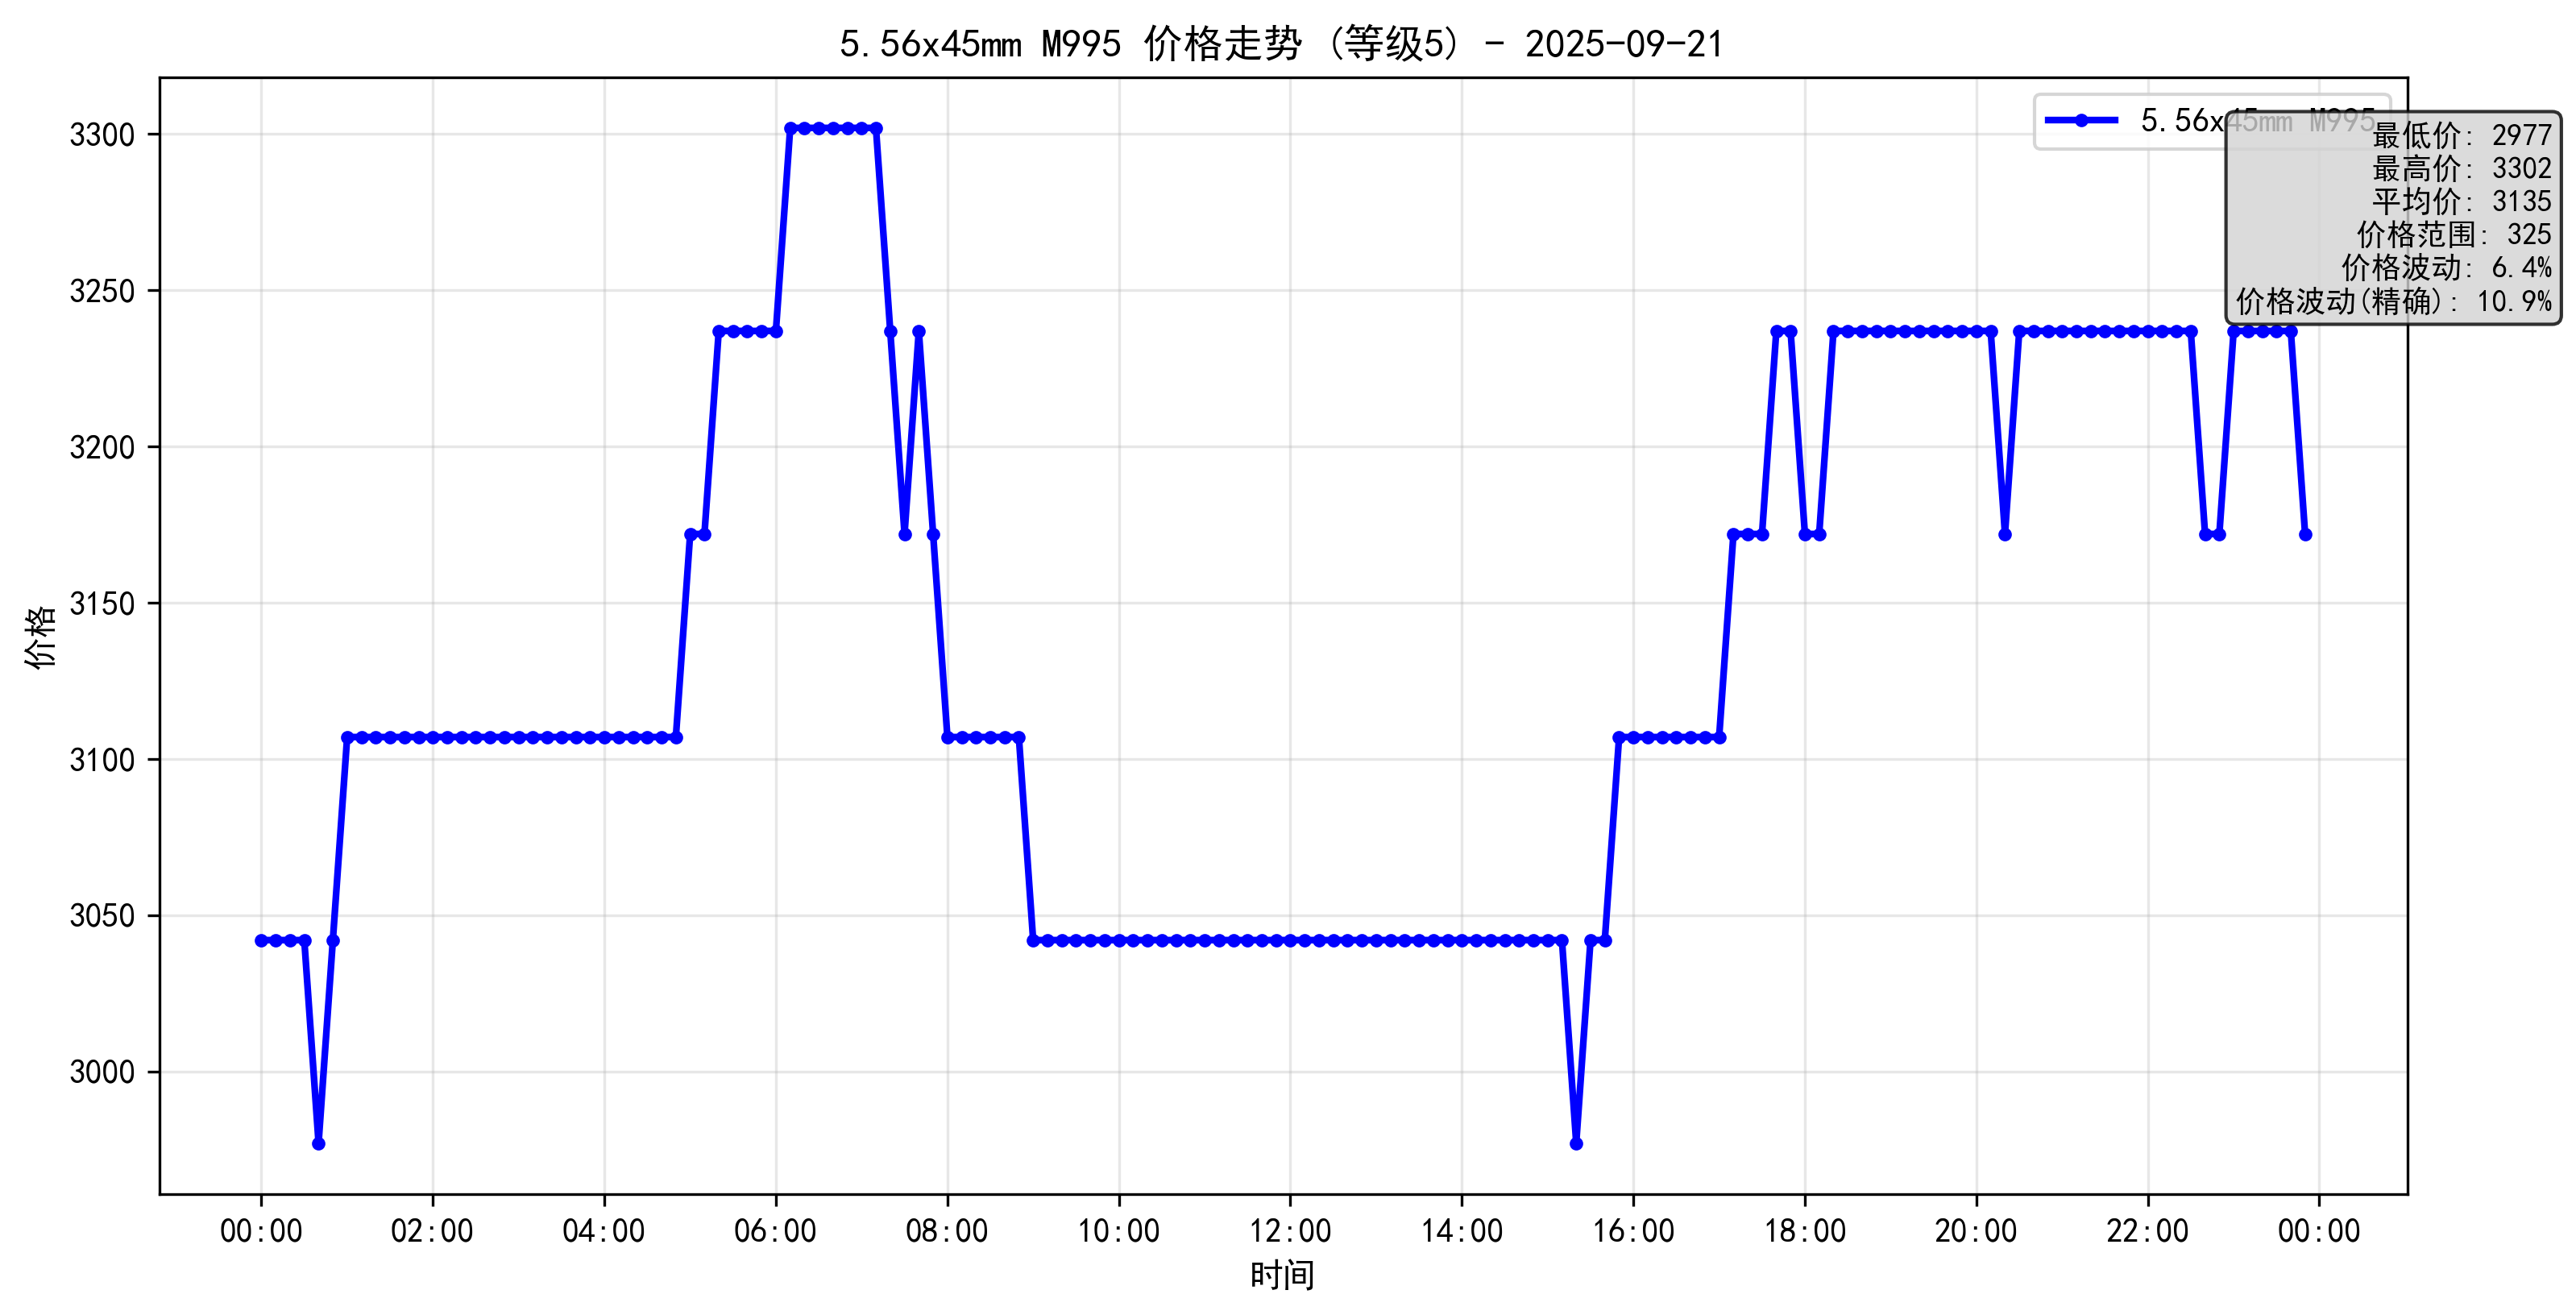 5.56x45mm M995 价格走势 (等级5) - 2025-09-21
5.56x45mm M995
最低价: 2977
最高价: 3302
平均价: 3135
价格范围: 325
价格波动: 6.4%
价格波动(精确): 10.9%
3300
3250
3200
3150
3100
3050
3000
价格
00:00 02:00 04:00 06:00 08:00 10:00 12:00 14:00 16:00 18:00 20:00 22:00 00:00
时间